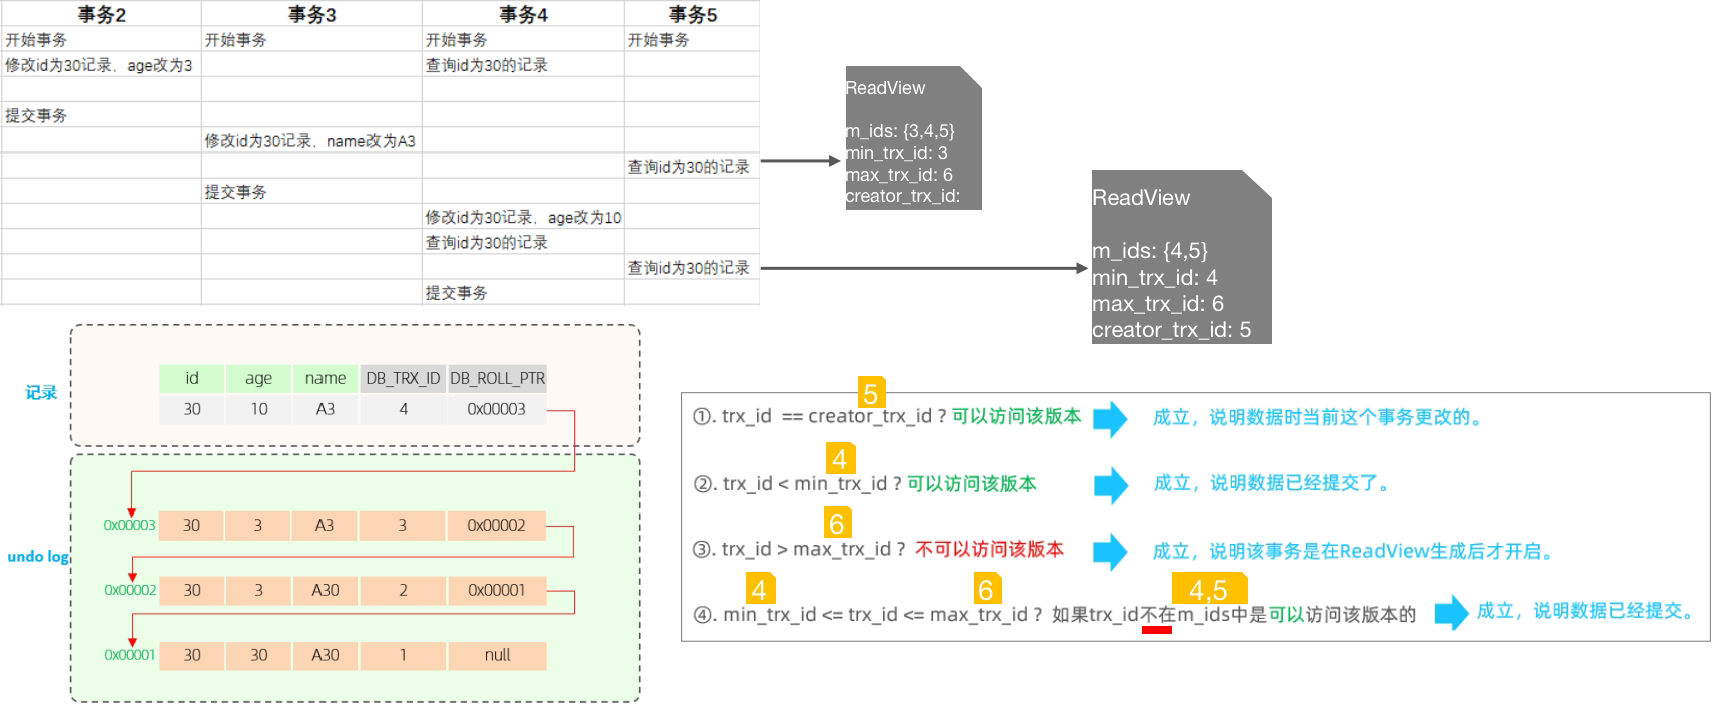 事务2 事务3 事务4 事务5
开始事务 开始事务 开始事务 开始事务
修改id为30记录、age改为3 查询id为30的记录
提交事务
修改id为30记录、name改为A3
查询id为30的记录
提交事务
修改id为30记录、age改为10
查询id为30的记录
查询id为30的记录
提交事务
ReadView
m_ids: {3,4,5}
min_trx_id: 3
max_trx_id: 6
creator_trx_id:
ReadView
m_ids: {4,5}
min_trx_id: 4
max_trx_id: 6
creator_trx_id: 5
记录
id age name DB_TRX_ID DB_ROLL_PTR
30 10 A3 4 0x00003
undo log
0x00003 30 3 A3 3 0x00002
0x00002 30 3 A30 2 0x00001
0x00001 30 30 A30 1 null
5
①. trx_id == creator_trx_id ? 可以访问该版本 成立，说明数据时当前这个事务更改的。
4
②. trx_id < min_trx_id ? 可以访问该版本 成立，说明数据已经提交了。
6
③. trx_id > max_trx_id ? 不可以访问该版本 成立，说明该事务是在ReadView生成后才开启。
4 6 4,5
④. min_trx_id <= trx_id <= max_trx_id ? 如果trx_id不在m_ids中是可以访问该版本的 成立，说明数据已经提交。